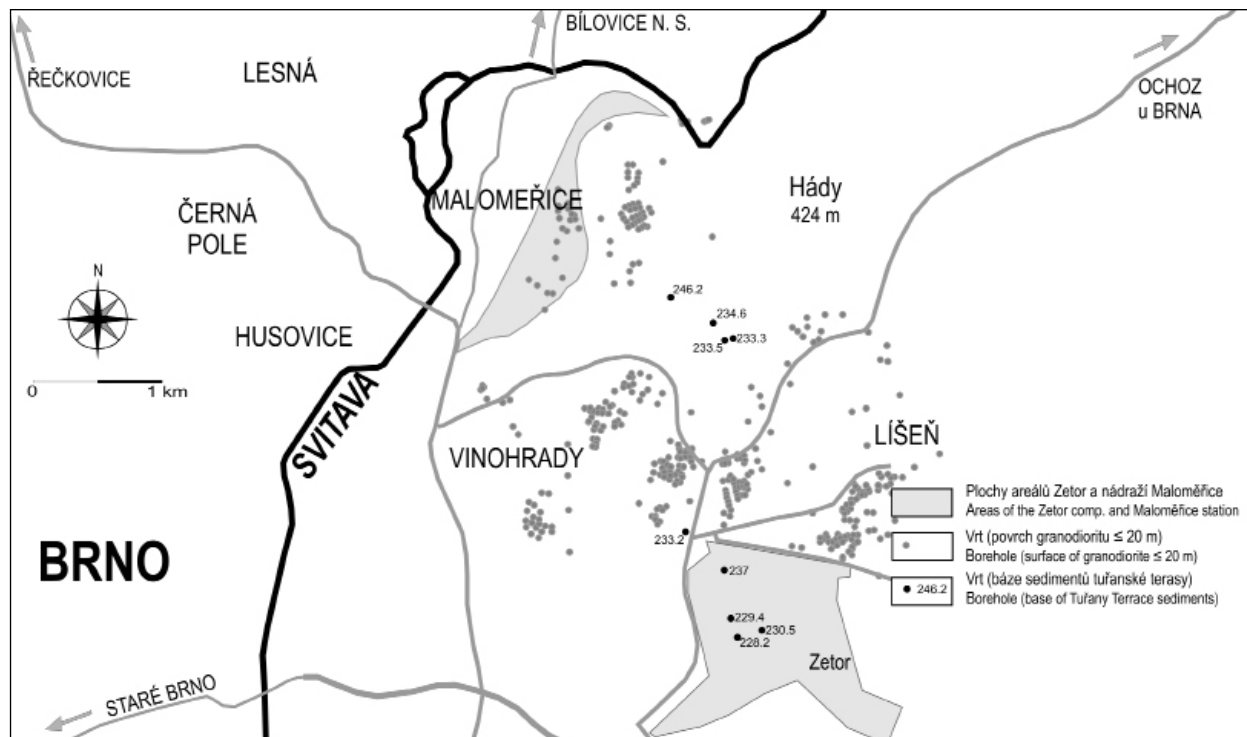 BÍLOVICE N. S.
ŘEČKOVICE
LESNÁ
OCHOZ
u BRNA
MALOMEŘICE
Hády
424 m
ČERNÁ
POLE
N
246.2
234.6
233.5
233.3
HUSOVICE
0
1 km
SVITAVA
VINOHRADY
LÍŠEŇ
Plochy areálů Zetor a nádraží Maloměřice
Areas of the Zetor comp. and Maloměřice station
Vrt (povrch granodioritu ≤ 20 m)
Borehole (surface of granodiorite ≤ 20 m)
246.2
Vrt (báze sedimentů tuřanské terasy)
Borehole (base of Tuřany Terrace sediments)
233.2
BRNO
237
229.4
230.5
228.2
Zetor
STARÉ BRNO